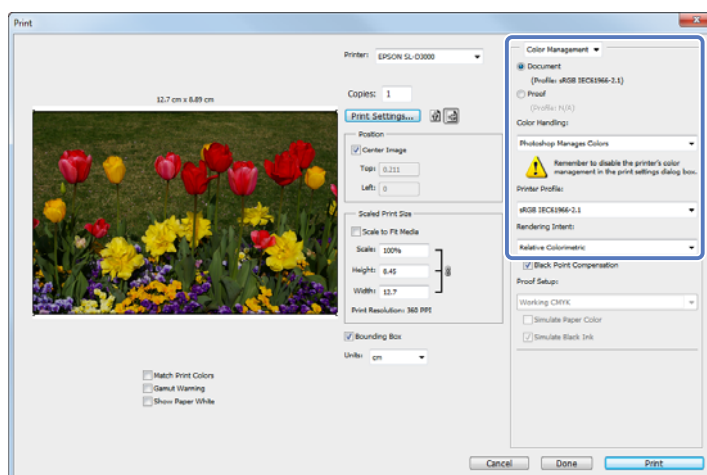 Print
12.7 cm x 8.89 cm
Printer: EPSON SL-D3000
Copies: 1
Print Settings...
Position
Center Image
Top: 0.211
Left: 0
Scaled Print Size
Scale to Fit Media
Scale: 100%
Height: 8.45
Width: 12.7
Print Resolution: 360 PPI
Bounding Box
Units: cm
Match Print Colors
Gamut Warning
Show Paper White
Color Management
Document
(Profile: sRGB IEC61966-2.1)
Proof
(Profile: N/A)
Color Handling:
Photoshop Manages Colors
Remember to disable the printer's color
management in the print settings dialog box.
Printer Profile:
sRGB IEC61966-2.1
Rendering Intent:
Relative Colorimetric
Black Point Compensation
Proof Setup:
Working CMYK
Simulate Paper Color
Simulate Black Ink
Cancel
Done
Print